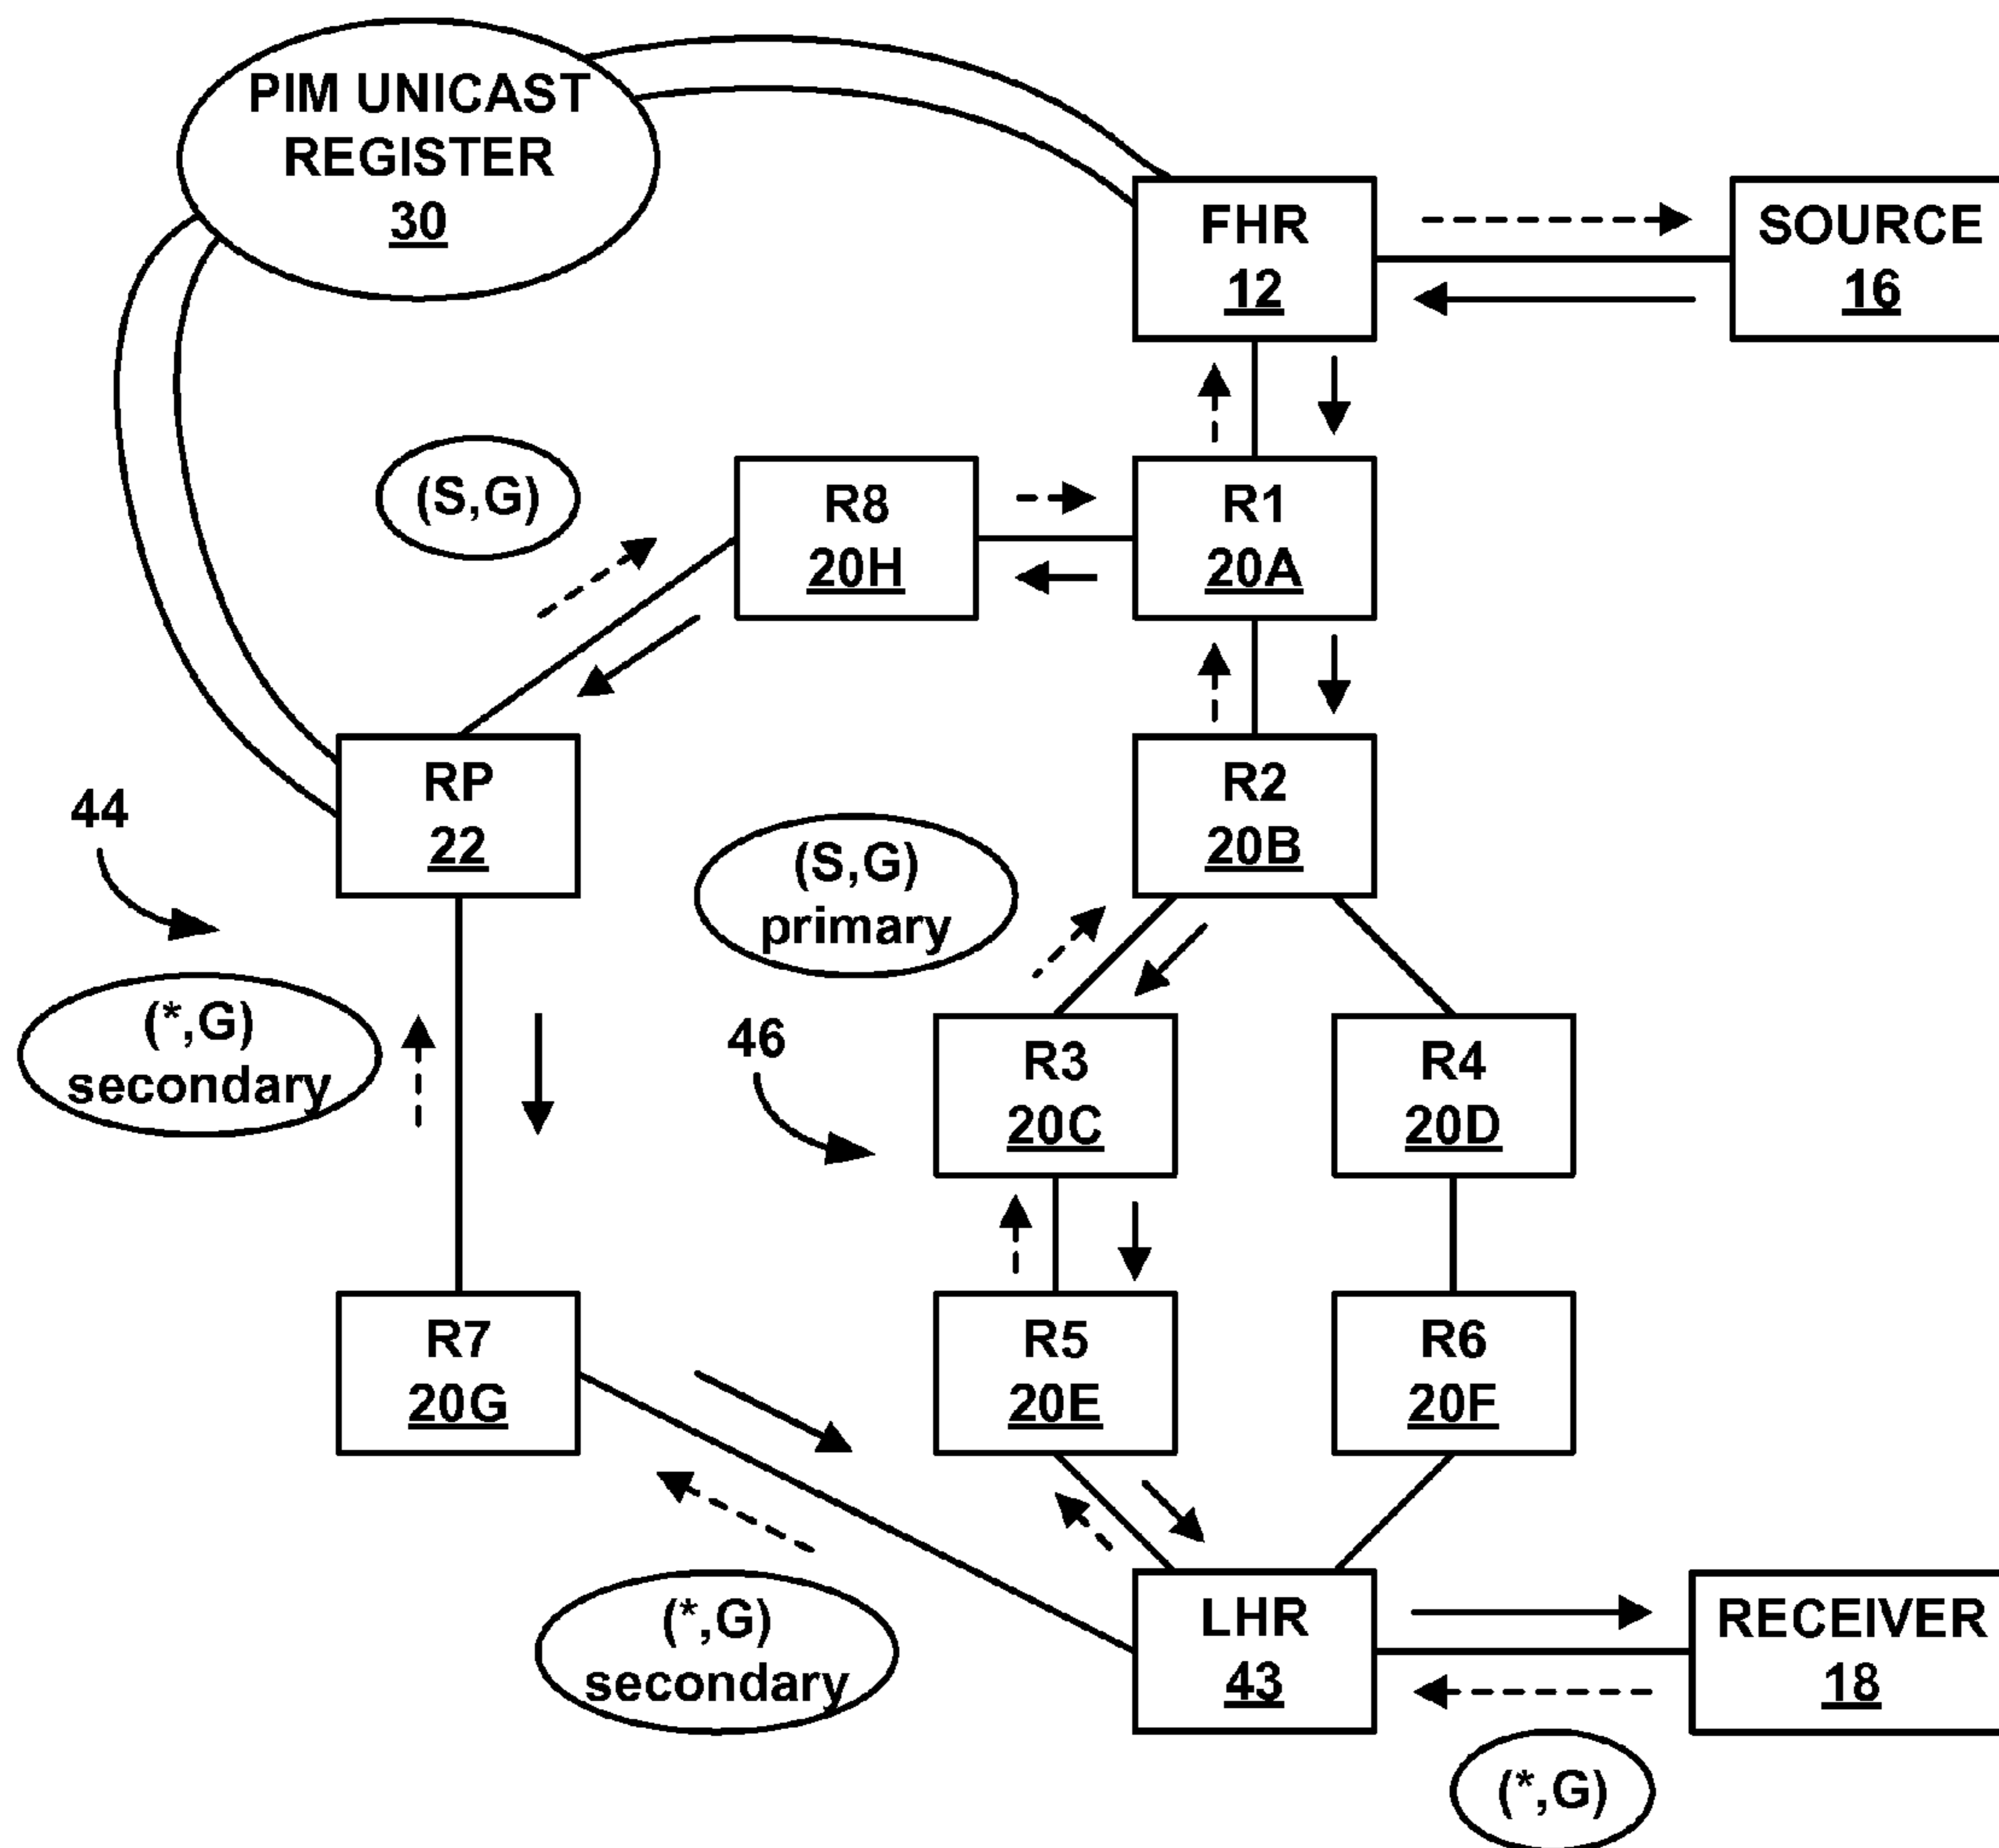 PIM UNICAST
REGISTER
30
FHR
12
SOURCE
16
(S,G)
R8
20H
R1
20A
RP
22
R2
20B
44
(S,G)
primary
(*,G)
secondary
46
R3
20C
R4
20D
R7
20G
R5
20E
R6
20F
(*,G)
secondary
LHR
43
RECEIVER
18
(*,G)